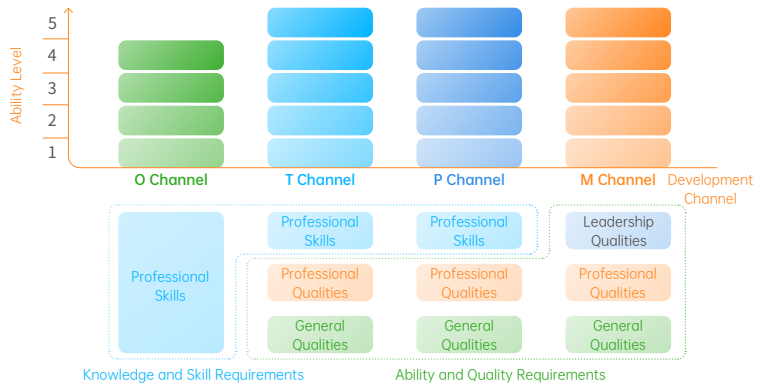 Ability Level
5
4
3
2
1
O Channel
T Channel
P Channel
M Channel
Development
Channel
Professional
Skills
Professional
Skills
Professional
Skills
Leadership
Qualities
Professional
Qualities
Professional
Qualities
Professional
Qualities
General
Qualities
General
Qualities
General
Qualities
Knowledge and Skill Requirements
Ability and Quality Requirements